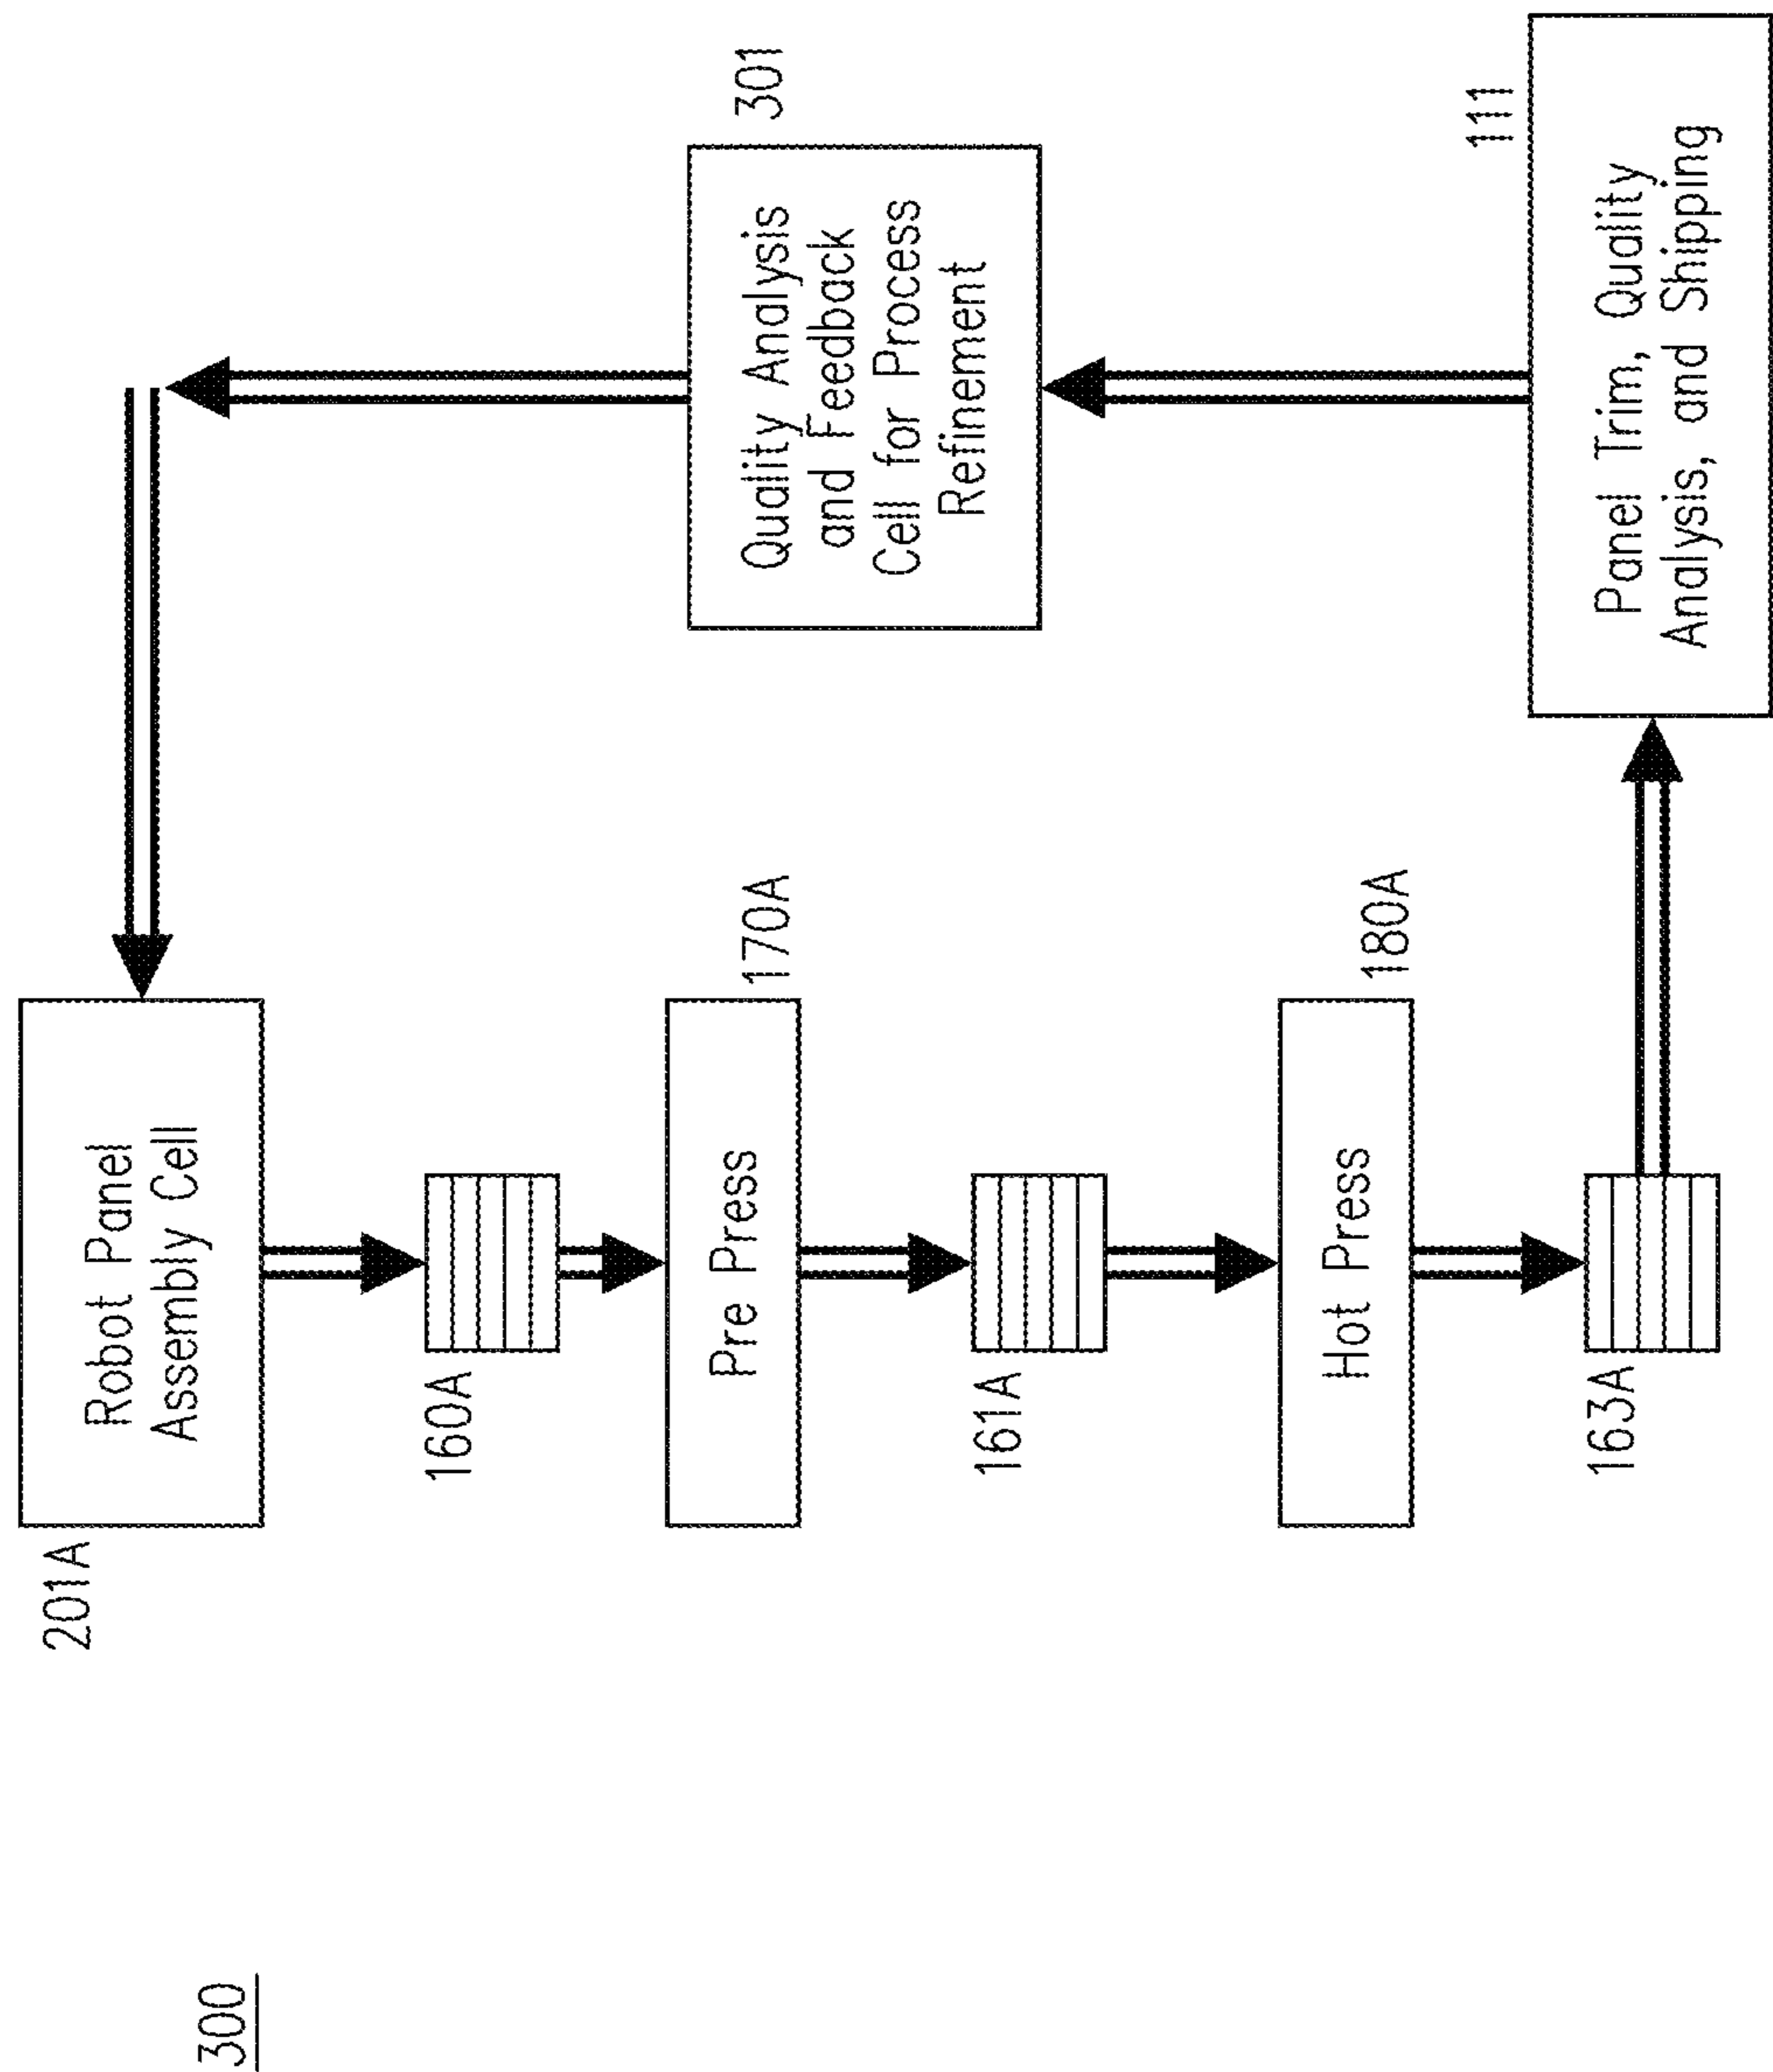 300
201A
Robot Panel
Assembly Cell
160A
170A
Pre Press
161A
180A
Hot Press
163A
111
Panel Trim, Quality
Analysis, and Shipping
301
Quality Analysis
and Feedback
Cell for Process
Refinement